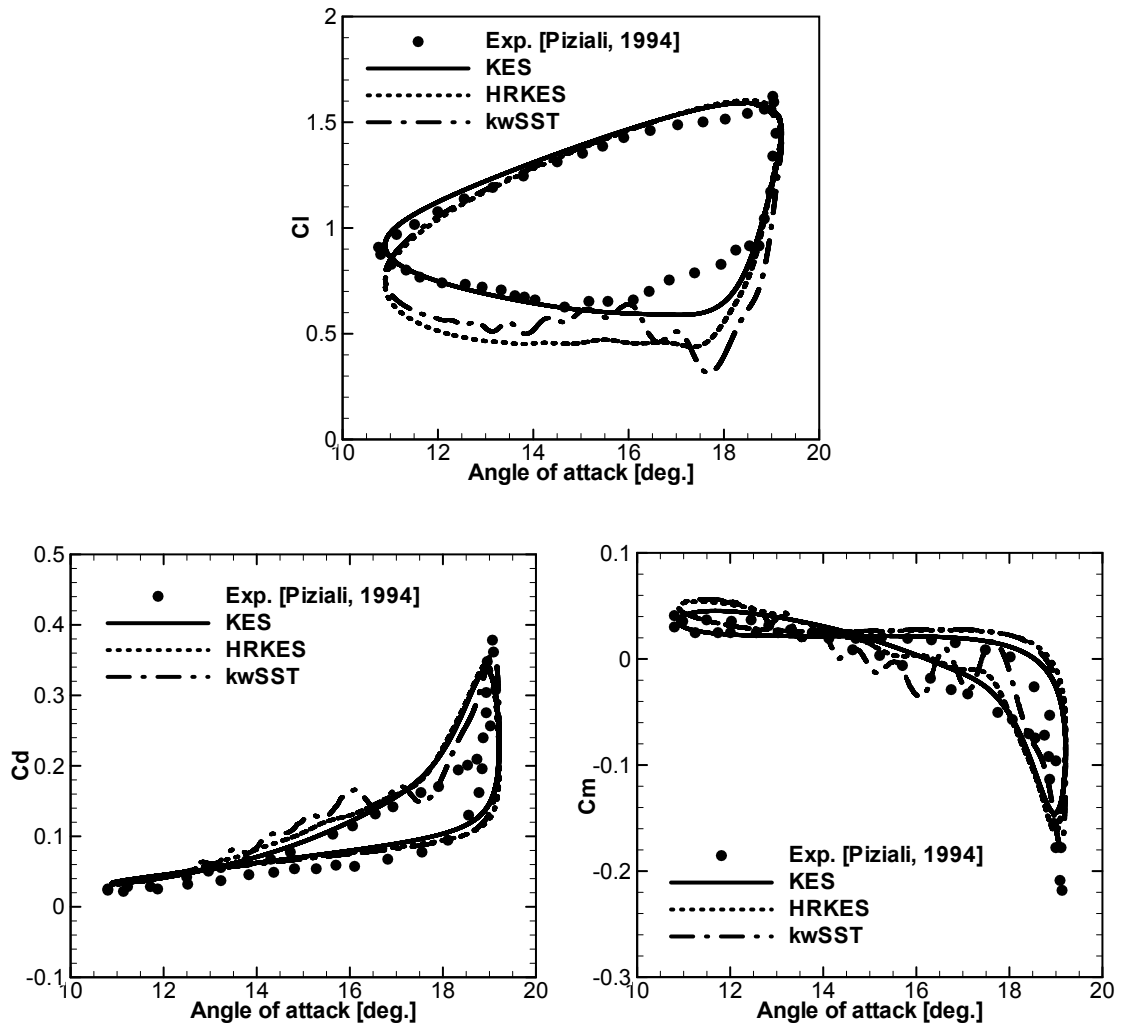 2
1.5
1
0.5
0
Cl
Exp. [Piziali, 1994]
KES
HRKES
kwSST
10 12 14 16 18 20
Angle of attack [deg.]
0.5
0.4
0.3
0.2
0.1
0
-0.1
Cd
Exp. [Piziali, 1994]
KES
HRKES
kwSST
10 12 14 16 18 20
Angle of attack [deg.]
0.1
0
-0.1
-0.2
-0.3
Cm
Exp. [Piziali, 1994]
KES
HRKES
kwSST
10 12 14 16 18 20
Angle of attack [deg.]